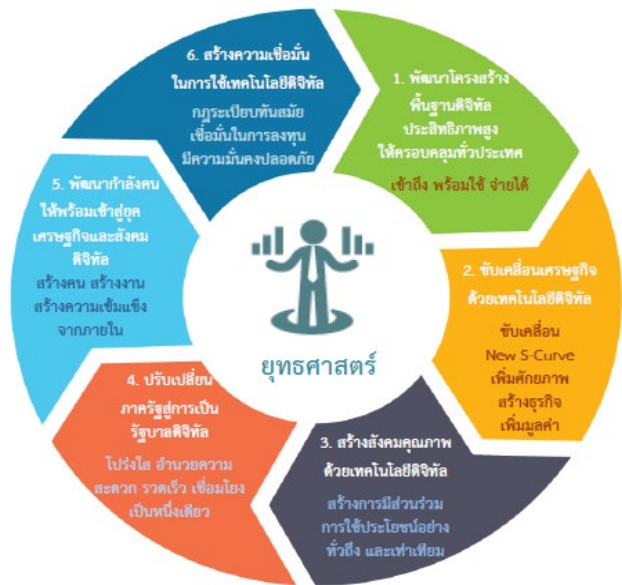 1. พัฒนาโครงสร้าง
พื้นฐานดิจิทัล
ประสิทธิภาพสูง
ให้ครอบคลุมทั่วประเทศ
เข้าถึง พร้อมใช้ จ่ายได้
2. ขับเคลื่อนเศรษฐกิจ
ด้วยเทคโนโลยีดิจิทัล
ขับเคลื่อน
New S-Curve
เพิ่มศักยภาพ
สร้างธุรกิจ
เพิ่มมูลค่า
3. สร้างสังคมคุณภาพ
ด้วยเทคโนโลยีดิจิทัล
สร้างการมีส่วนร่วม
การใช้ประโยชน์อย่าง
ทั่วถึง และเท่าเทียม
4. ปรับเปลี่ยน
ภาครัฐสู่การเป็น
รัฐบาลดิจิทัล
โปร่งใส อำนวยความ
สะดวก รวดเร็ว เชื่อมโยง
เป็นหนึ่งเดียว
5. พัฒนากำลังคน
ให้พร้อมเข้าสู่ยุค
เศรษฐกิจและสังคม
ดิจิทัล
สร้างคน สร้างงาน
สร้างความเข้มแข็ง
จากภายใน
6. สร้างความเชื่อมั่น
ในการใช้เทคโนโลยีดิจิทัล
กฎระเบียบทันสมัย
เชื่อมั่นในการลงทุน
มีความมั่นคงปลอดภัย
ยุทธศาสตร์